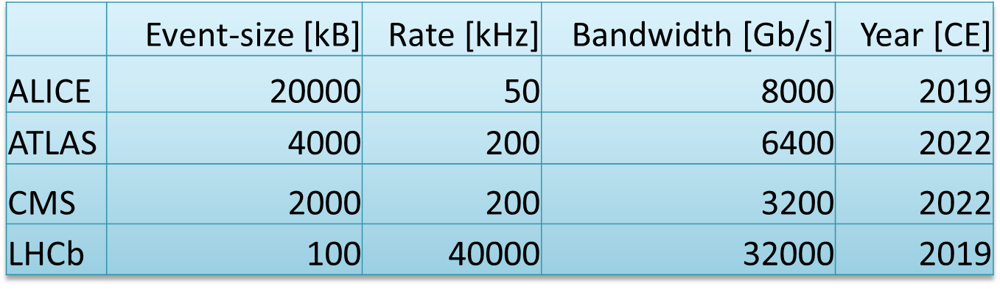 Event-size [kB] Rate [kHz] Bandwidth [Gb/s] Year [CE]
ALICE 20000 50 8000 2019
ATLAS 4000 200 6400 2022
CMS 2000 200 3200 2022
LHCb 100 40000 32000 2019